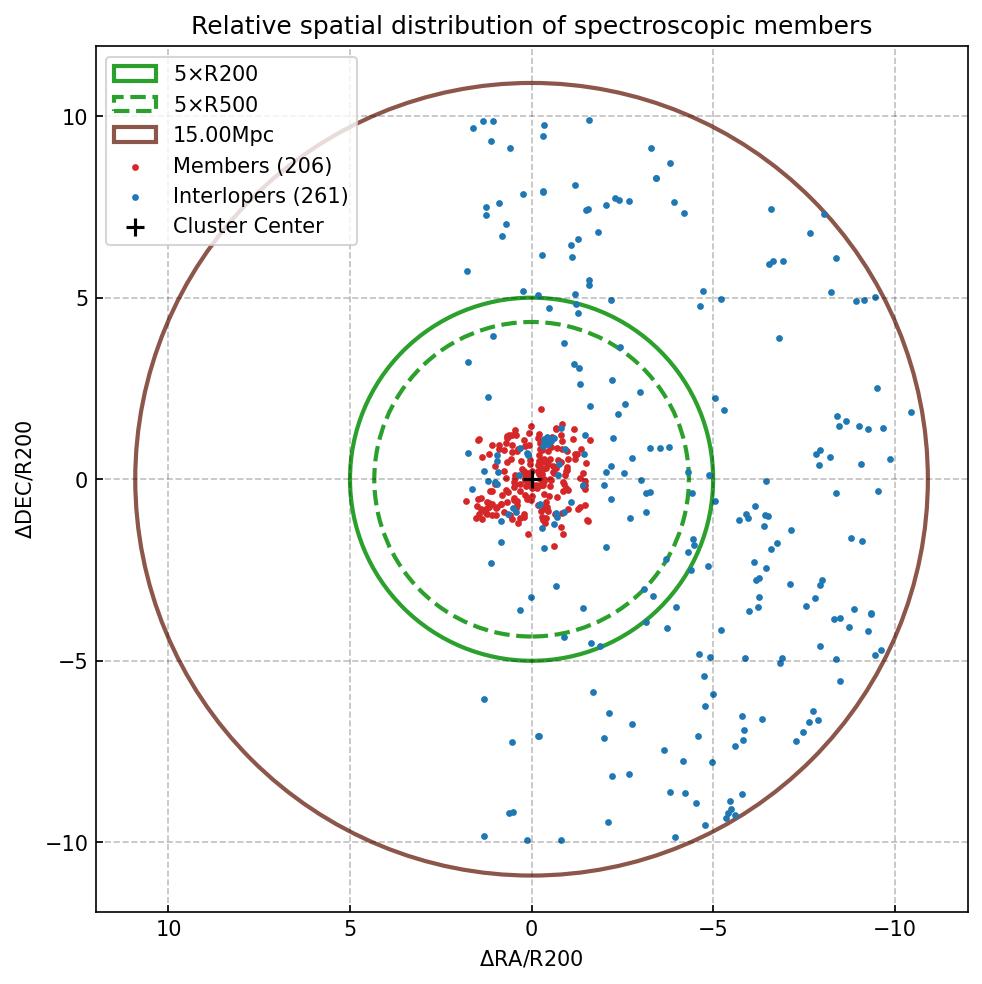 Relative spatial distribution of spectroscopic members
5×R200
5×R500
15.00Mpc
Members (206)
Interlopers (261)
Cluster Center
ΔDEC/R200
10
5
0
−5
−10
10 5 0 −5 −10
ΔRA/R200